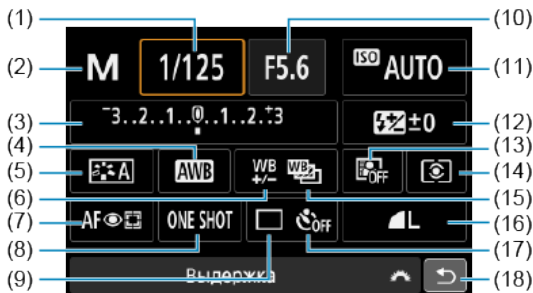 (1) (10)
(2) M 1/125 F5.6 ISO AUTO (11)
(3) -3..2..1..0..1..2..+3 ±0 (12)
(4) (13)
(5) A AWB WB +/- WB OFF (14)
(6) (15)
(7) AF ONE SHOT OFF L (16)
(8) (17)
(9) Выдержка (18)